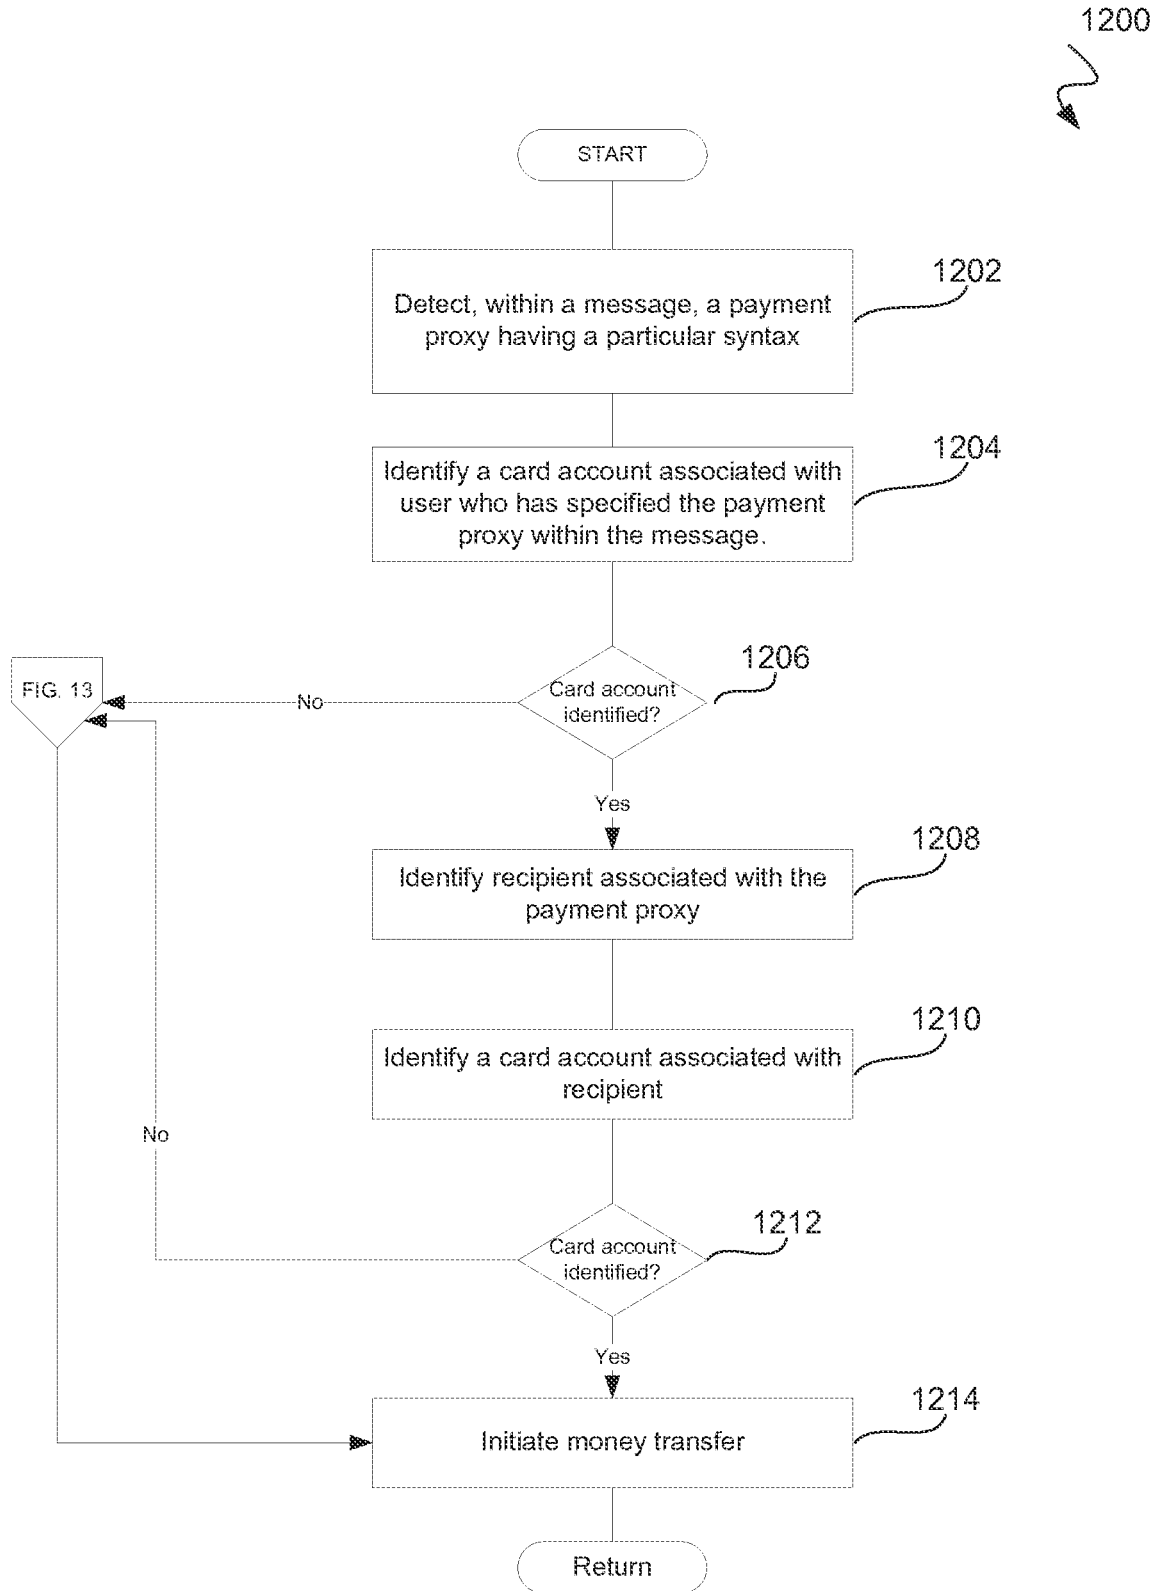 1200
START
1202
Detect, within a message, a payment
proxy having a particular syntax
1204
Identify a card account associated with
user who has specified the payment
proxy within the message.
1206
Card account
identified?
FIG. 13
No
Yes
1208
Identify recipient associated with the
payment proxy
1210
Identify a card account associated with
recipient
No
1212
Card account
identified?
Yes
1214
Initiate money transfer
Return